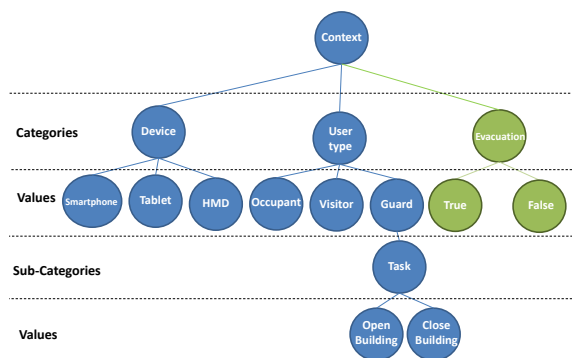 Context
Categories
Device
User
type
Evacuation
Values
Smartphone
Tablet
HMD
Occupant
Visitor
Guard
True
False
Sub-Categories
Task
Values
Open
Building
Close
Building